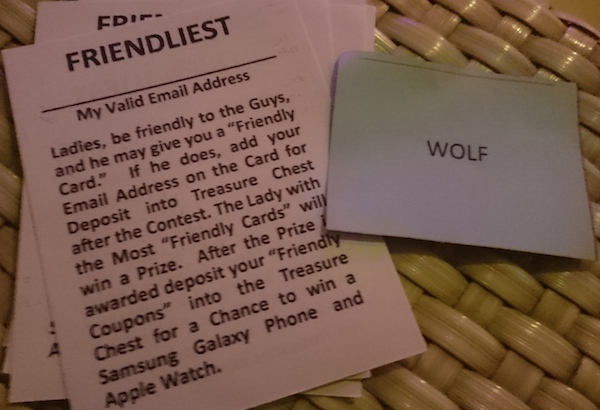 FRIE
FRIENDLIEST
My Valid Email Address
Ladies, be friendly to the Guys,
and he may give you a "Friendly
Card." If he does, add your
Email Address on the Card for
Deposit into Treasure Chest
after the Contest. The Lady with
the Most "Friendly Cards" will
win a Prize. After the Prize
awarded deposit your "Friendly
Coupons" into the Treasure
Chest for a Chance to win a
Samsung Galaxy Phone and
Apple Watch.
WOLF